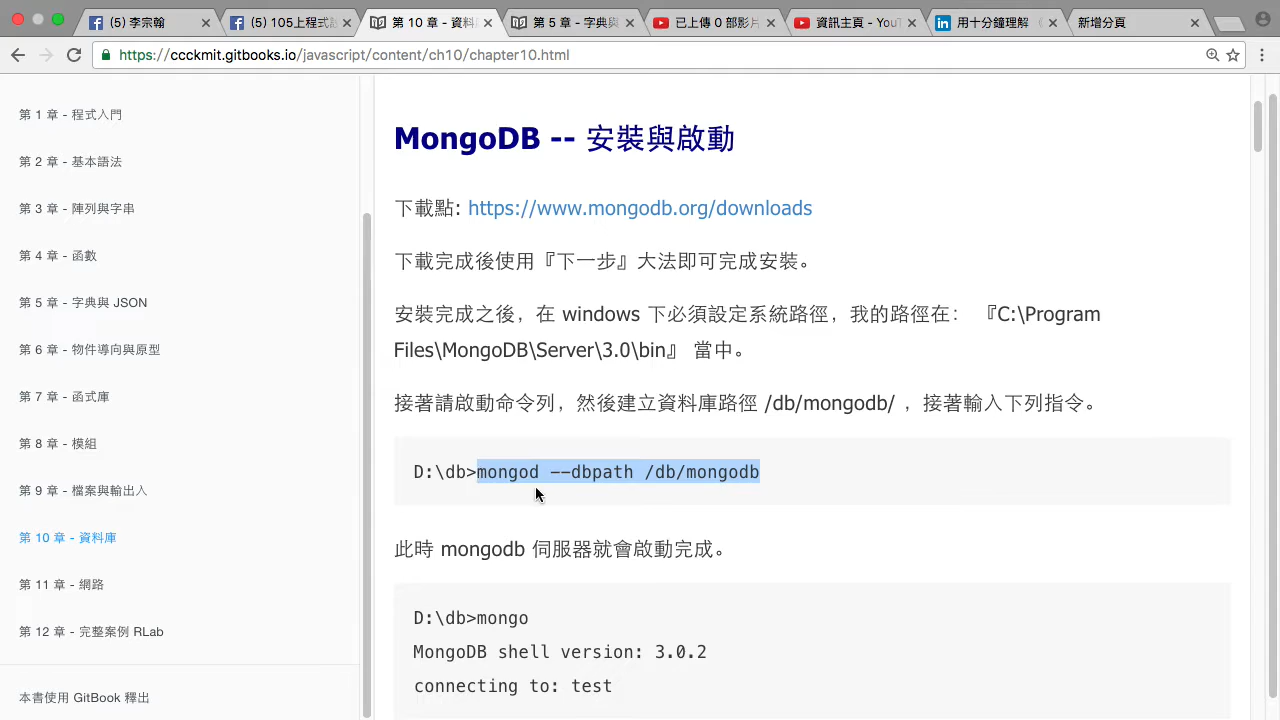 (5) 李宗翰
(5) 105上程式設
第 10 章 - 資料
第 5 章 - 字典與
已上傳 0 部影片
資訊主頁 - YouT
用十分鐘理解
新增分頁
https://ccckmit.gitbooks.io/javascript/content/ch10/chapter10.html
第 1 章 - 程式入門
第 2 章 - 基本語法
第 3 章 - 陣列與字串
第 4 章 - 函數
第 5 章 - 字典與 JSON
第 6 章 - 物件導向與原型
第 7 章 - 函式庫
第 8 章 - 模組
第 9 章 - 檔案與輸出入
第 10 章 - 資料庫
第 11 章 - 網路
第 12 章 - 完整案例 RLab
本書使用 GitBook 釋出
MongoDB -- 安裝與啟動
下載點: https://www.mongodb.org/downloads
下載完成後使用『下一步』大法即可完成安裝。
安裝完成之後，在 windows 下必須設定系統路徑，我的路徑在： 『C:\Program
Files\MongoDB\Server\3.0\bin』 當中。
接著請啟動命令列，然後建立資料庫路徑 /db/mongodb/ ，接著輸入下列指令。
D:\db>mongod --dbpath /db/mongodb
此時 mongodb 伺服器就會啟動完成。
D:\db>mongo
MongoDB shell version: 3.0.2
connecting to: test